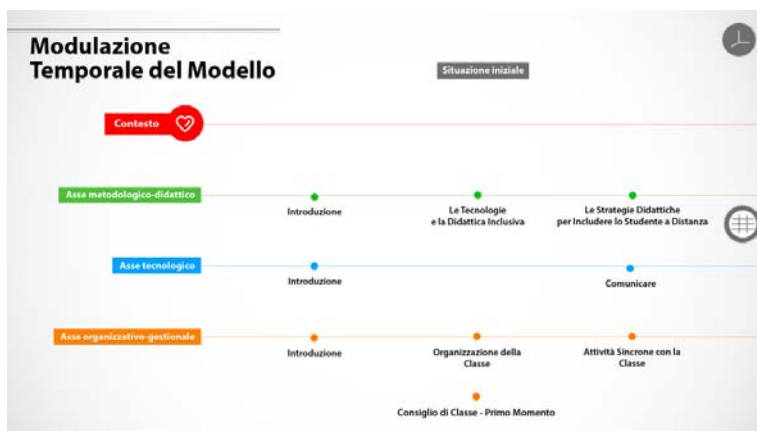 Modulazione
Temporale del Modello
Situazione iniziale
Contesto
Asse metodologico-didattico
Introduzione
Le Tecnologie
e la Didattica Inclusiva
Le Strategie Didattiche
per Includere lo Studente a Distanza
Asse tecnologico
Introduzione
Comunicare
Asse organizzativo-gestionale
Introduzione
Organizzazione della
Classe
Attività Sincrone con la
Classe
Consiglio di Classe - Primo Momento